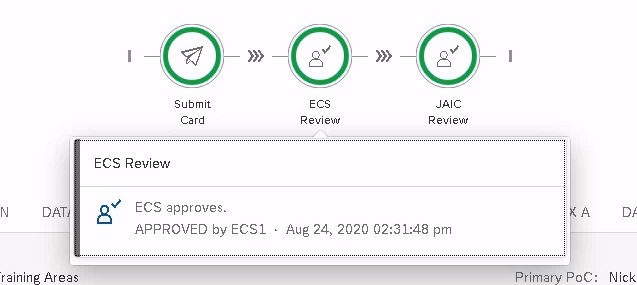 Submit
Card
ECS
Review
JAIC
Review
ECS Review
ECS approves.
APPROVED by ECS1 · Aug 24, 2020 02:31:48 pm
N
DATA
X A
DA
raining Areas
Primary PoC: Nick